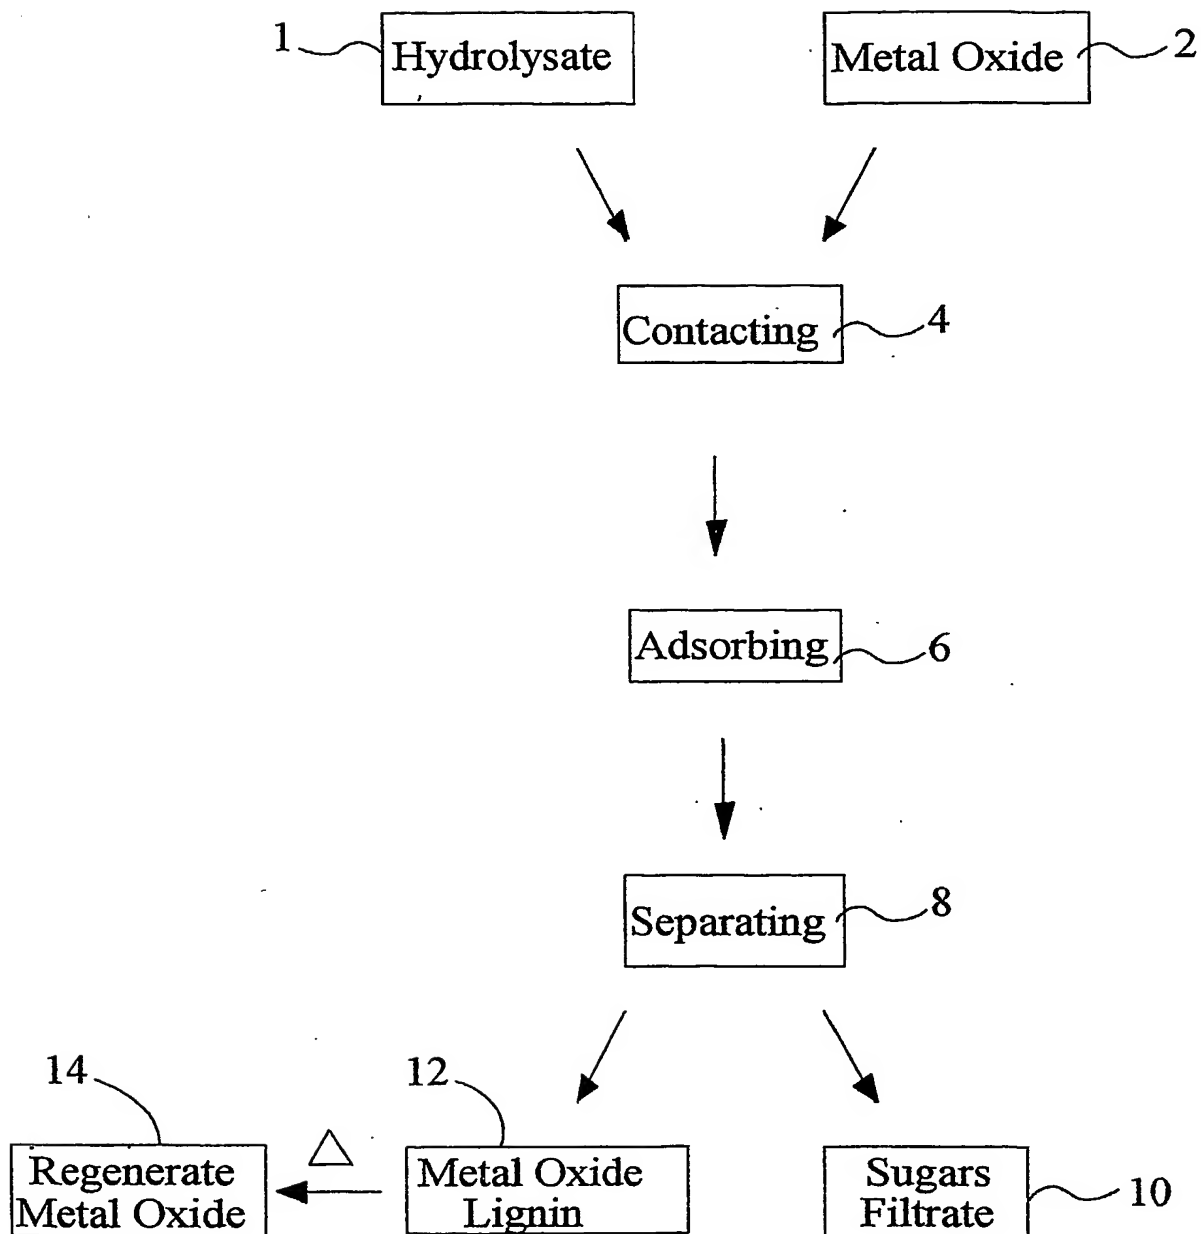 1
Hydrolysate
Metal Oxide
2
Contacting
4
Adsorbing
6
Separating
8
14
12
Regenerate
Metal Oxide
△
Metal Oxide
Lignin
Sugars
Filtrate
10